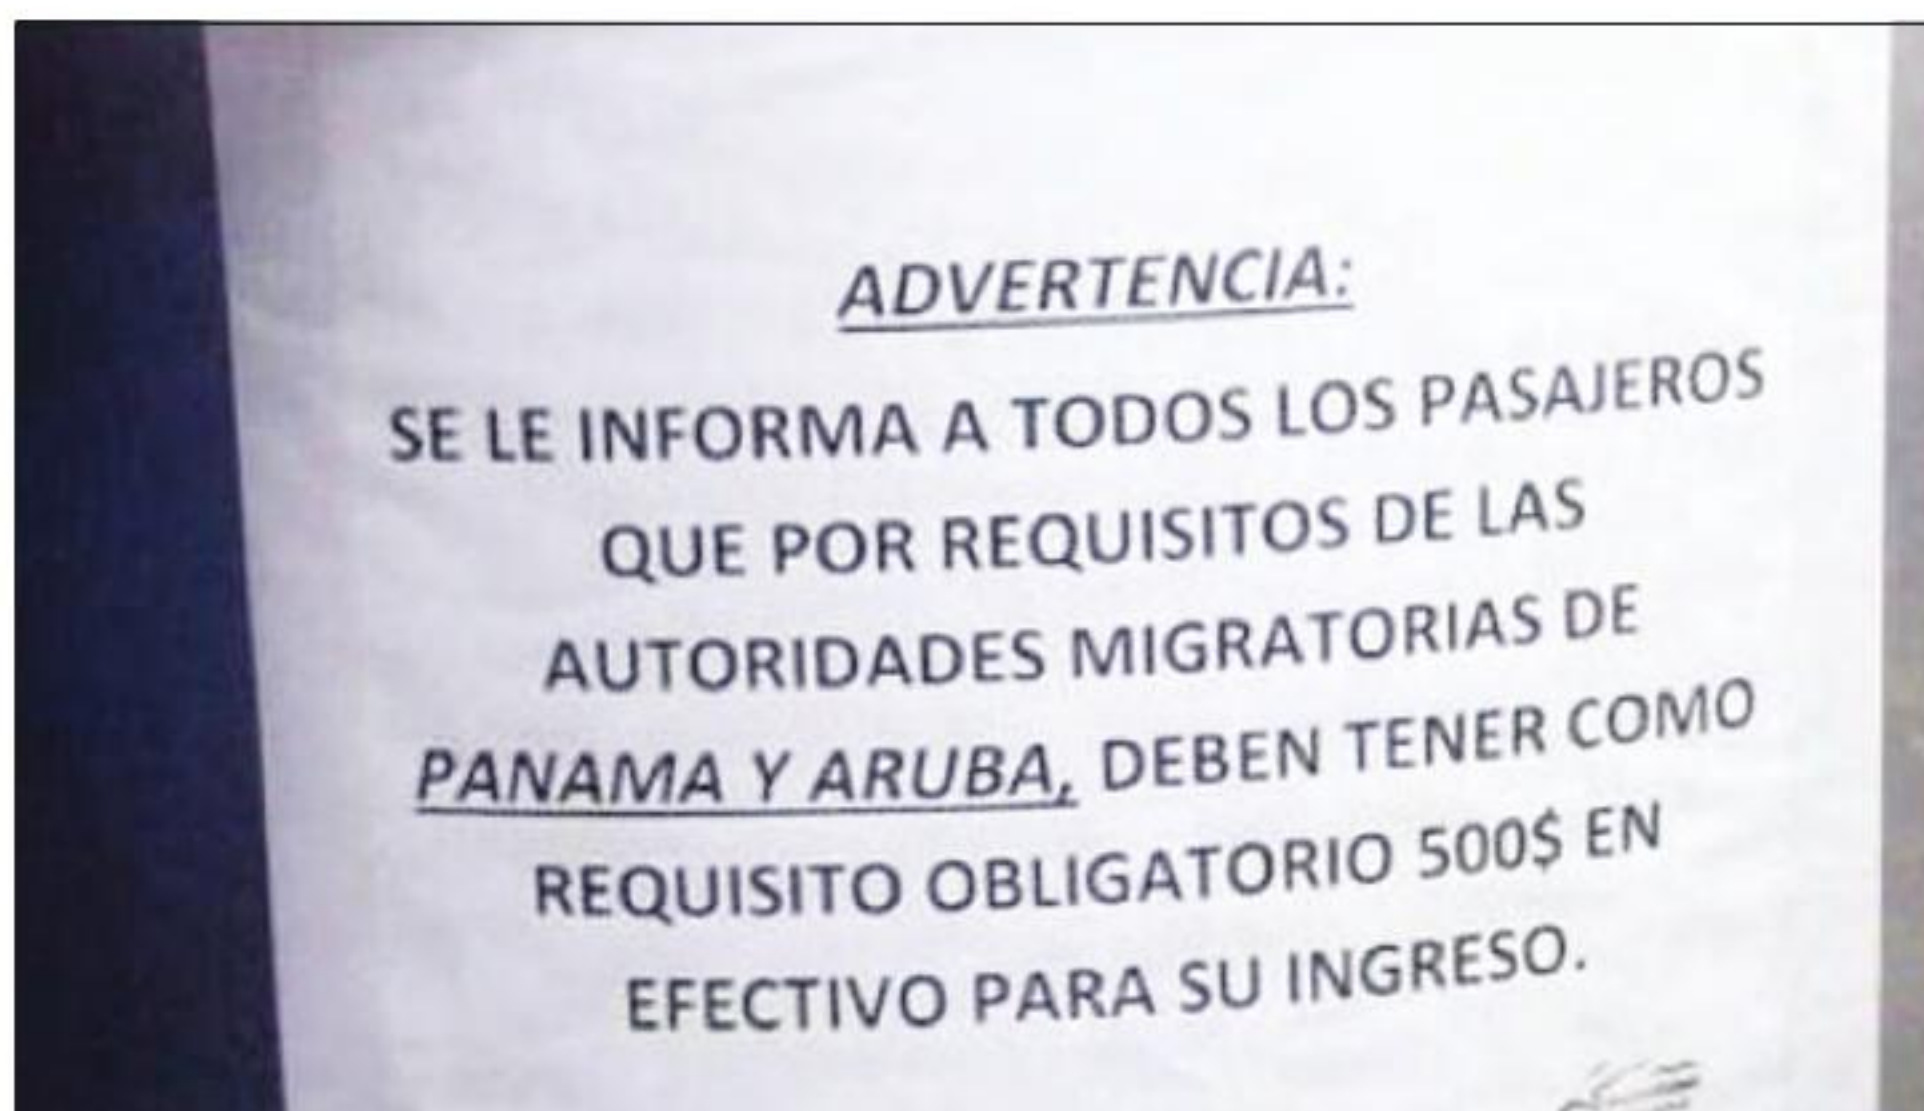 ADVERTENCIA:
SE LE INFORMA A TODOS LOS PASAJEROS
QUE POR REQUISITOS DE LAS
AUTORIDADES MIGRATORIAS DE
PANAMA Y ARUBA, DEBEN TENER COMO
REQUISITO OBLIGATORIO 500$ EN
EFECTIVO PARA SU INGRESO.